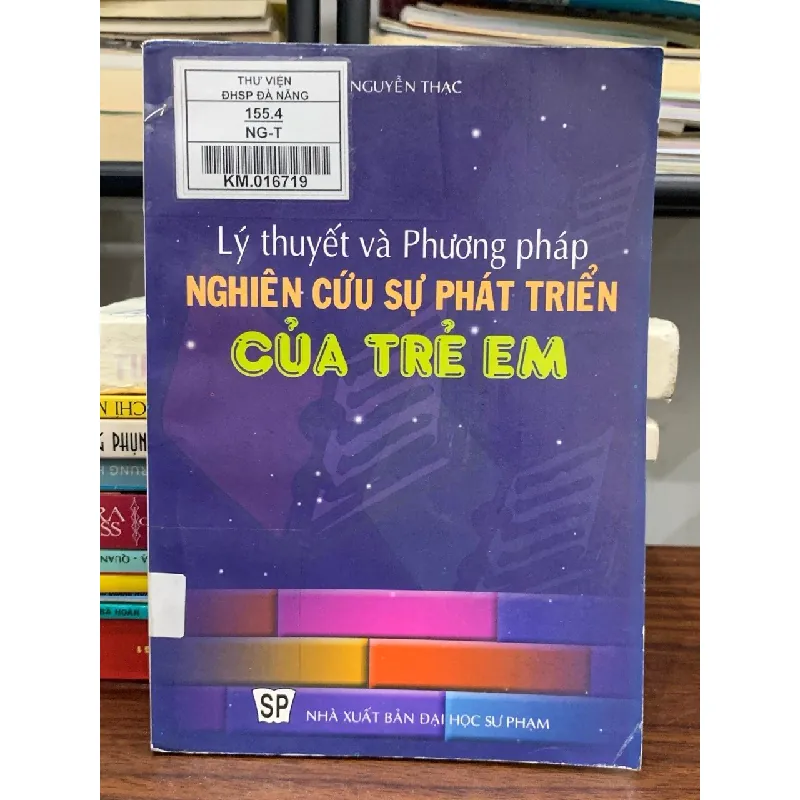 THƯ VIỆN
ĐHSP ĐÀ NẴNG
155.4
NG-T
KM.016719
NGUYỄN THẠC
Lý thuyết và Phương pháp
NGHIÊN CỨU SỰ PHÁT TRIỂN
CỦA TRẺ EM
SP
NHÀ XUẤT BẢN ĐẠI HỌC SƯ PHẠM
PHỤN